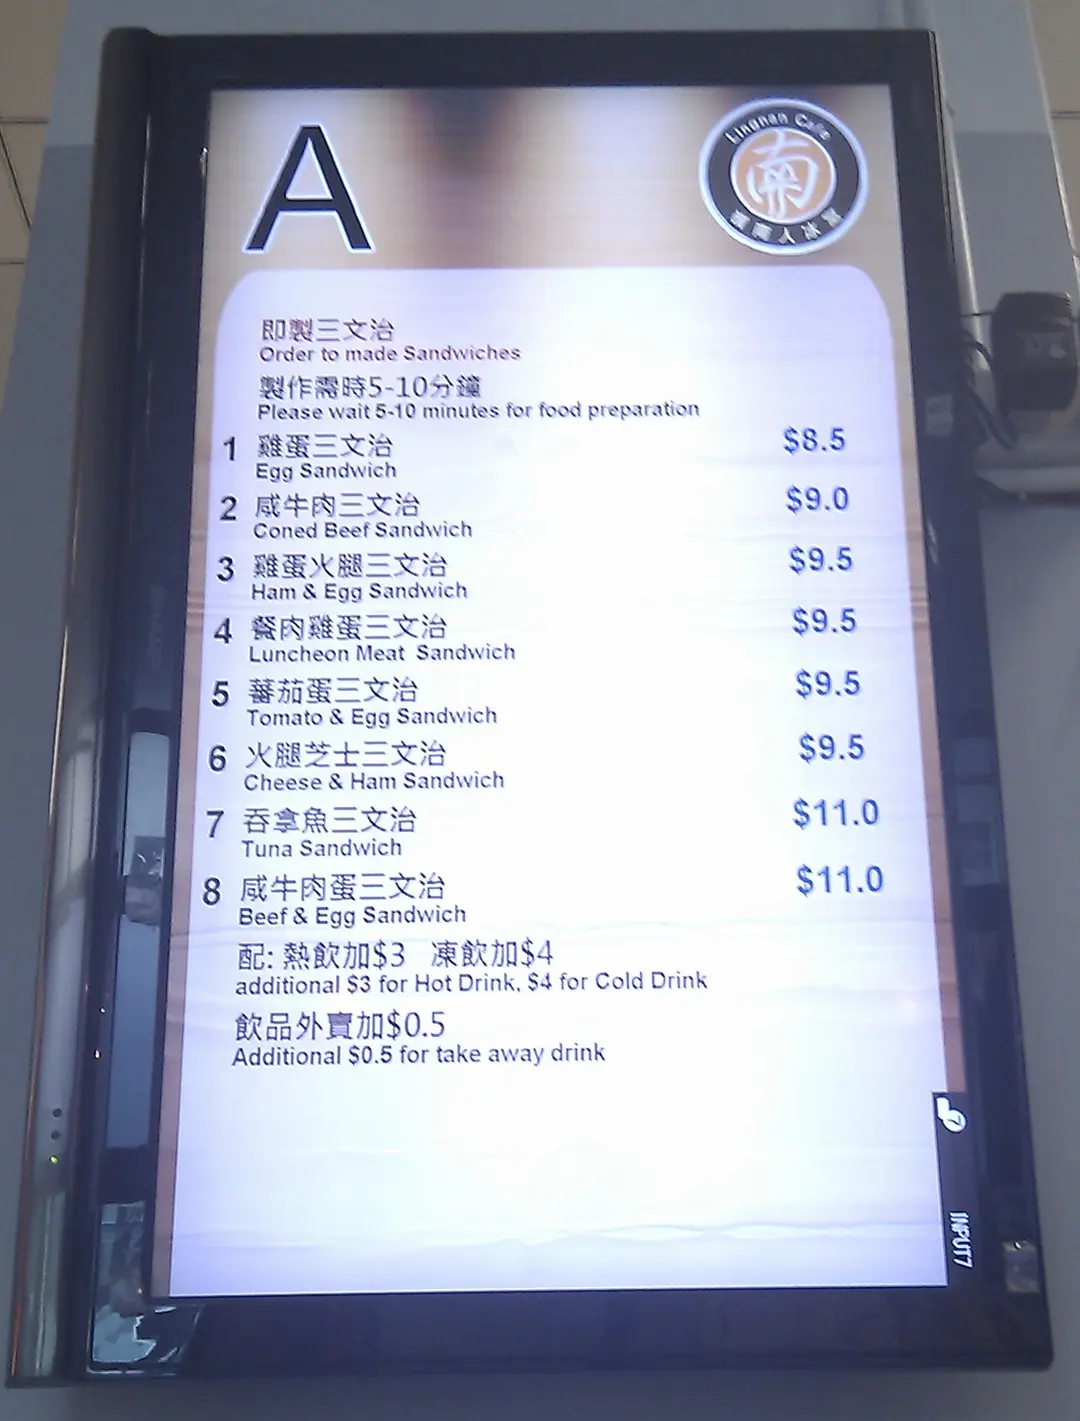 A
Lingnan Cafe
南
嶺南人冰室
即製三文治
Order to made Sandwiches
製作需時5-10分鐘
Please wait 5-10 minutes for food preparation
1 雞蛋三文治 $8.5
Egg Sandwich
2 咸牛肉三文治 $9.0
Coned Beef Sandwich
3 雞蛋火腿三文治 $9.5
Ham & Egg Sandwich
4 餐肉雞蛋三文治 $9.5
Luncheon Meat Sandwich
5 蕃茄蛋三文治 $9.5
Tomato & Egg Sandwich
6 火腿芝士三文治 $9.5
Cheese & Ham Sandwich
7 吞拿魚三文治 $11.0
Tuna Sandwich
8 咸牛肉蛋三文治 $11.0
Beef & Egg Sandwich
配: 熱飲加$3 凍飲加$4
additional $3 for Hot Drink, $4 for Cold Drink
飲品外賣加$0.5
Additional $0.5 for take away drink
7
INPUT7